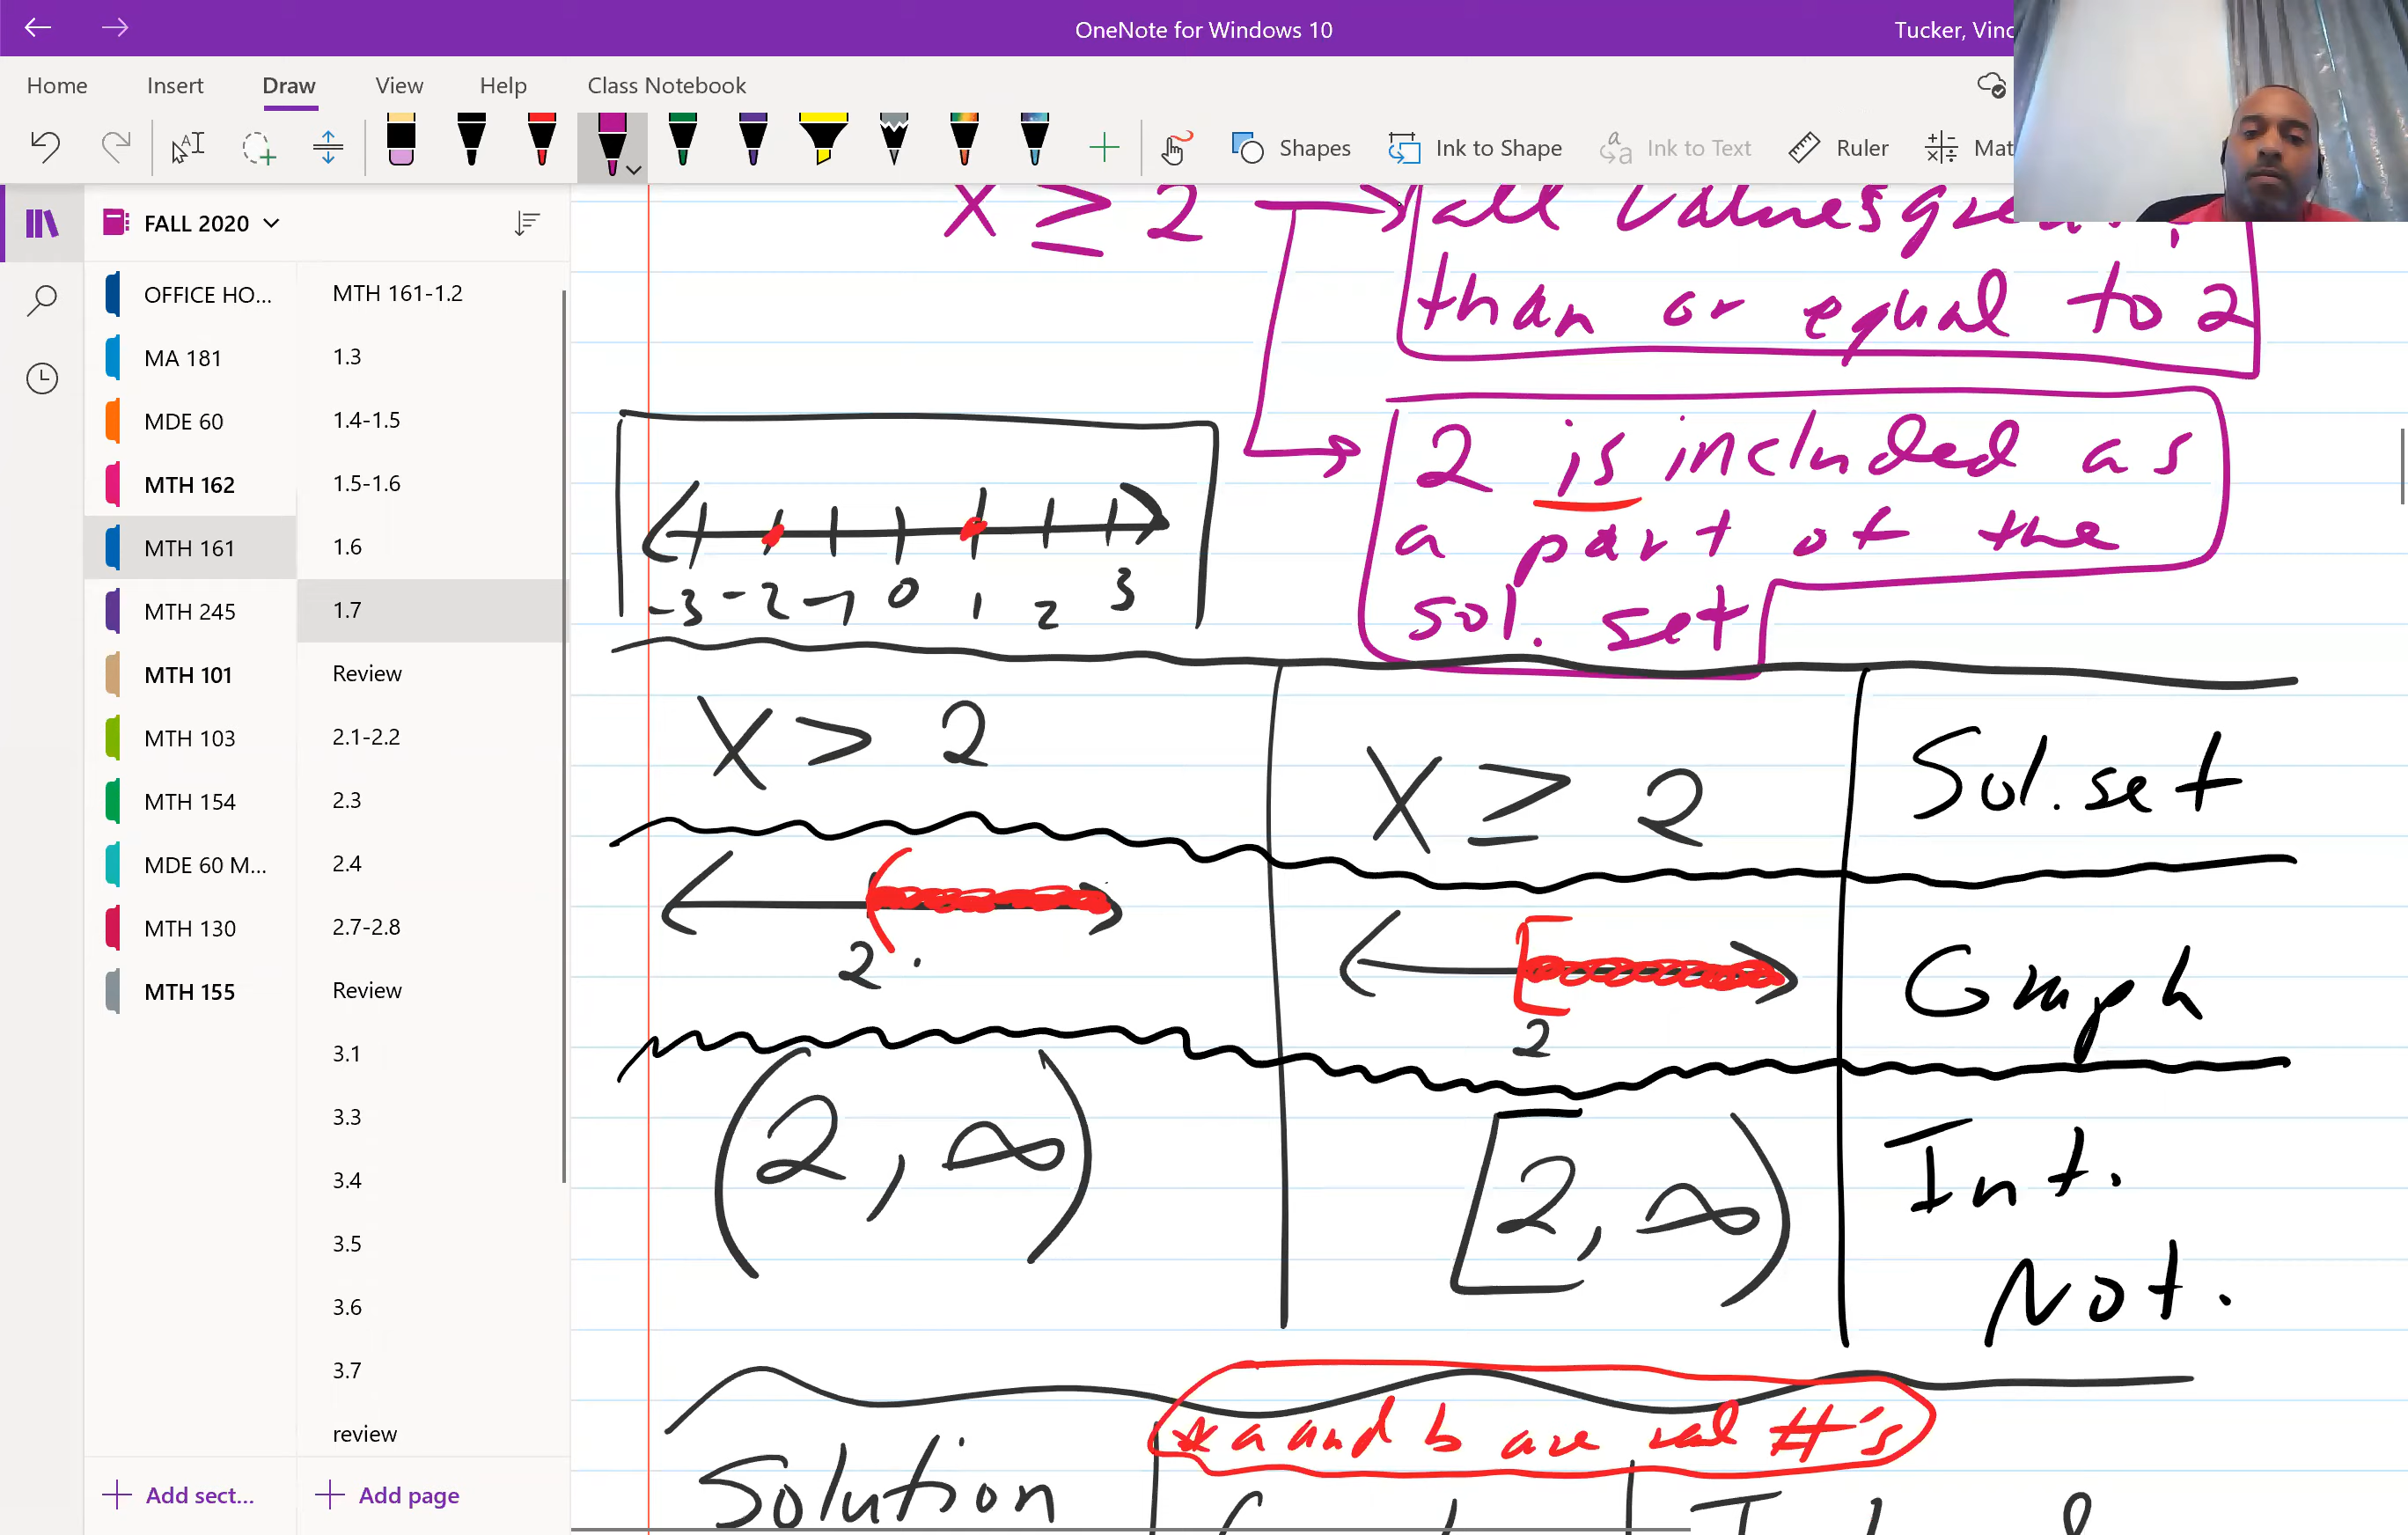 OneNote for Windows 10
Tucker, Vinc
Home Insert Draw View Help Class Notebook
Shapes Ink to Shape Ink to Text Ruler Mat
FALL 2020
OFFICE HO...
MA 181
MDE 60
MTH 162
MTH 161
MTH 245
MTH 101
MTH 103
MTH 154
MDE 60 M...
MTH 130
MTH 155
Add sect...
MTH 161-1.2
1.3
1.4-1.5
1.5-1.6
1.6
1.7
Review
2.1-2.2
2.3
2.4
2.7-2.8
Review
3.1
3.3
3.4
3.5
3.6
3.7
review
Add page
X ≥ 2 → all values
than or equal to 2
2 is included as
a part of the
sol. set
-3 -2 -1 0 1 2 3
X > 2
X ≥ 2
Sol. set
2
2
Graph
(2, ∞)
[2, ∞)
Int.
Not.
* a and b are real #'s
Solution